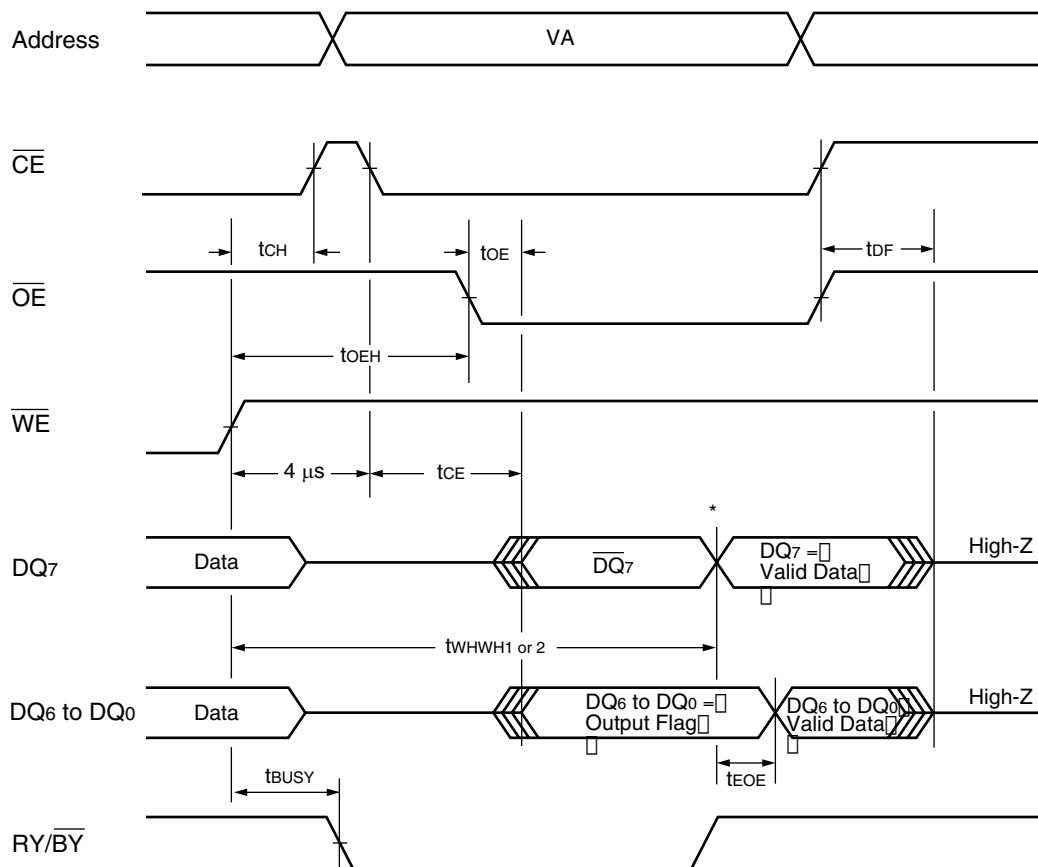 Address
VA
CE
tCH
tOE
tDF
OE
tOEH
WE
4 μs
tCE
*
DQ7
Data
DQ7
DQ7 =
Valid Data
High-Z
tWHWH1 or 2
DQ6 to DQ0
Data
DQ6 to DQ0 =
Output Flag
DQ6 to DQ0
Valid Data
High-Z
tBUSY
tEOE
RY/BY